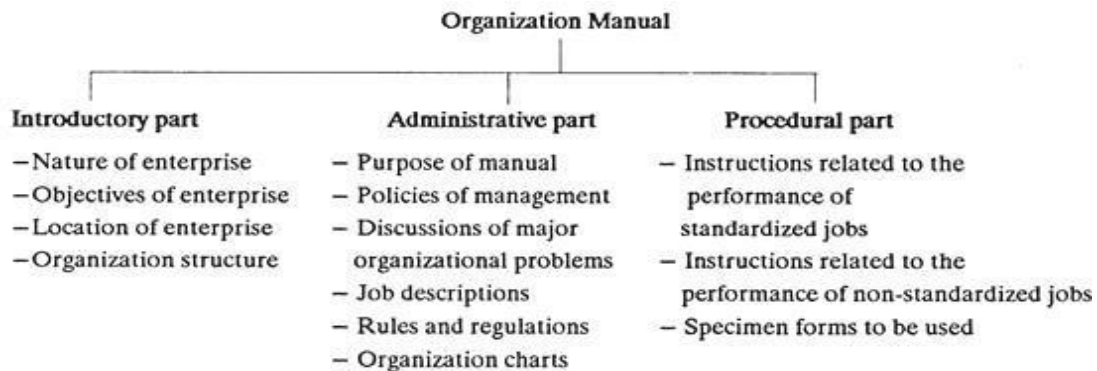 Organization Manual
Introductory part
–Nature of enterprise
–Objectives of enterprise
–Location of enterprise
–Organization structure
Administrative part
– Purpose of manual
– Policies of management
– Discussions of major
organizational problems
– Job descriptions
– Rules and regulations
– Organization charts
Procedural part
– Instructions related to the
performance of
standardized jobs
– Instructions related to the
performance of non-standardized jobs
– Specimen forms to be used